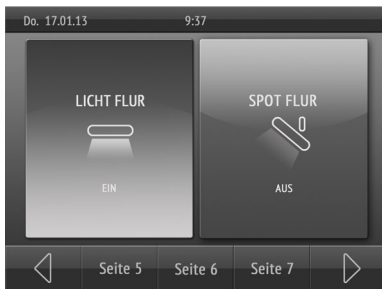 Do. 17.01.13 9:37
LICHT FLUR
EIN
SPOT FLUR
AUS
Seite 5 Seite 6 Seite 7